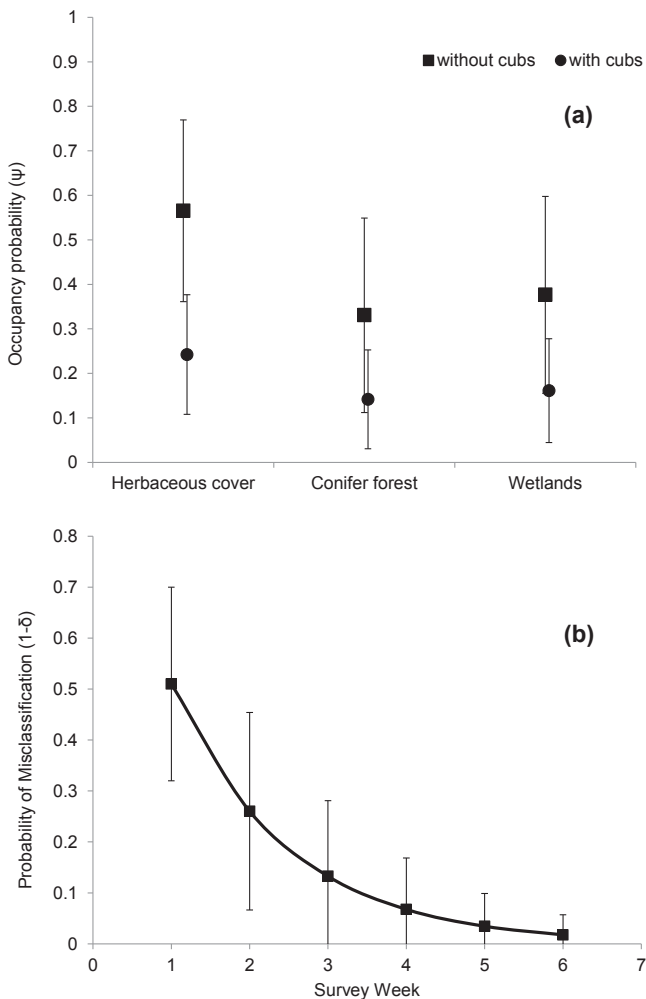 1
0.9
without cubs with cubs
0.8
(a)
0.7
0.6
0.5
0.4
0.3
0.2
0.1
0
Occupancy probability (ψ)
Herbaceous cover Conifer forest Wetlands
0.8
0.7
(b)
0.6
0.5
0.4
0.3
0.2
0.1
0
Probability of Misclassification (1-δ)
0 1 2 3 4 5 6 7
Survey Week